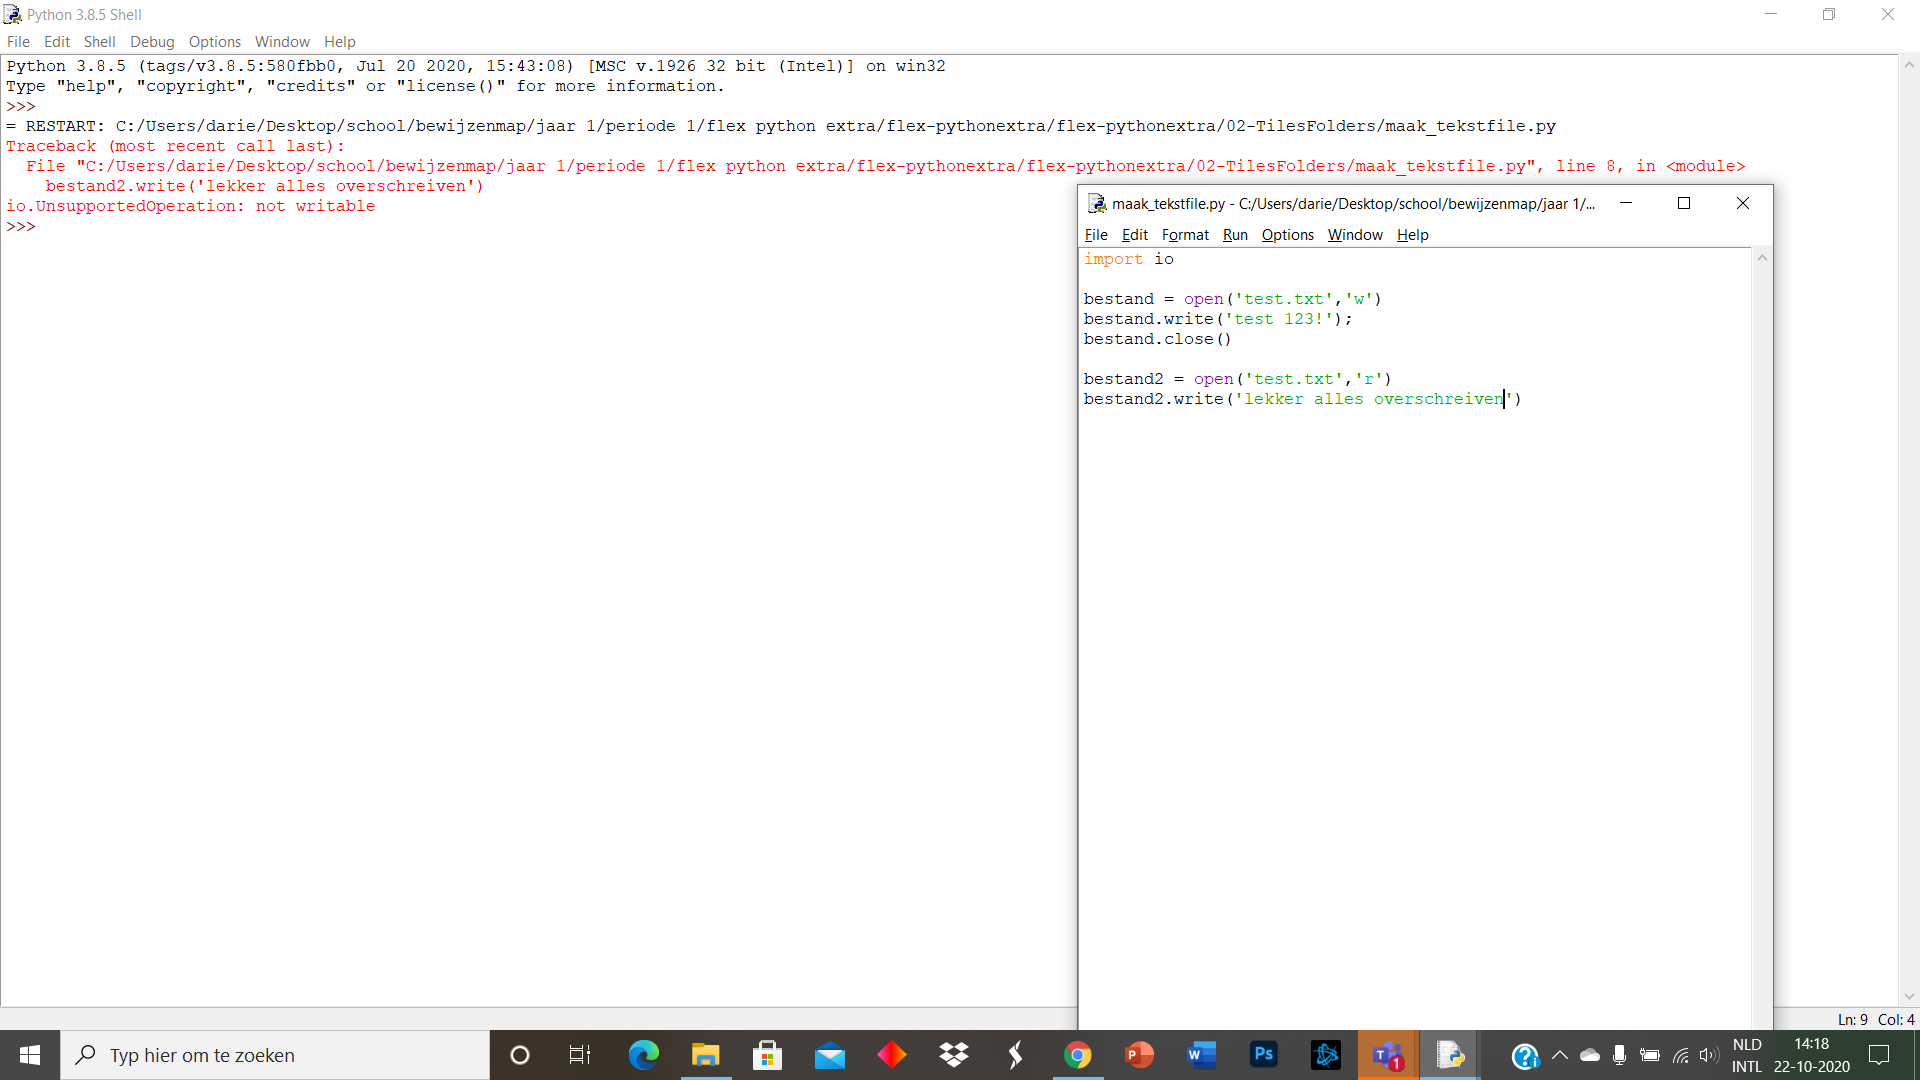 Python 3.8.5 Shell
File Edit Shell Debug Options Window Help
Python 3.8.5 (tags/v3.8.5:580fbb0, Jul 20 2020, 15:43:08) [MSC v.1926 32 bit (Intel)] on win32
Type "help", "copyright", "credits" or "license()" for more information.
>>>
= RESTART: C:/Users/darie/Desktop/school/bewijzenmap/jaar 1/periode 1/flex python extra/flex-pythonextra/flex-pythonextra/02-TilesFolders/maak_tekstfile.py
Traceback (most recent call last):
  File "C:/Users/darie/Desktop/school/bewijzenmap/jaar 1/periode 1/flex python extra/flex-pythonextra/flex-pythonextra/02-TilesFolders/maak_tekstfile.py", line 8, in <module>
    bestand2.write('lekker alles overschreiven')
io.UnsupportedOperation: not writable
>>>
maak_tekstfile.py - C:/Users/darie/Desktop/school/bewijzenmap/jaar 1/...
File Edit Format Run Options Window Help
import io
bestand = open('test.txt','w')
bestand.write('test 123!');
bestand.close()
bestand2 = open('test.txt','r')
bestand2.write('lekker alles overschreiven')
Ln: 9 Col: 4
Typ hier om te zoeken
P
W
Ps
T
1
?
NLD
INTL
14:18
22-10-2020